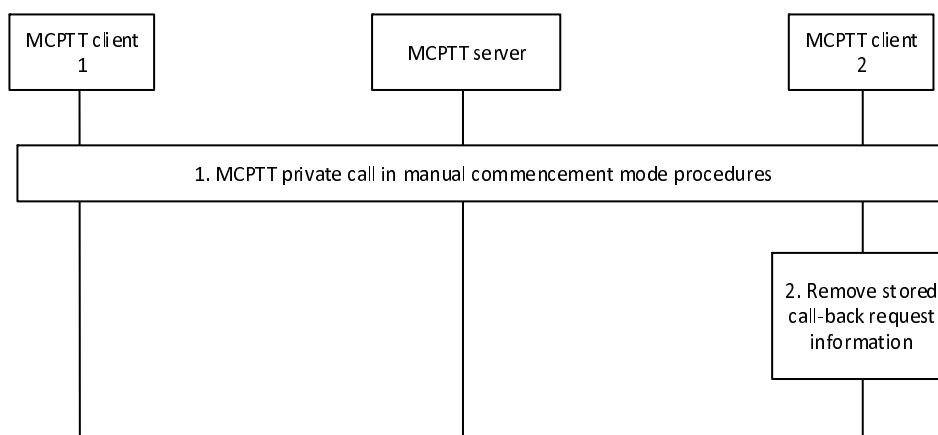 MCPTT client
1
MCPTT server
MCPTT client
2
1. MCPTT private call in manual commencement mode procedures
2. Remove stored
call-back request
information